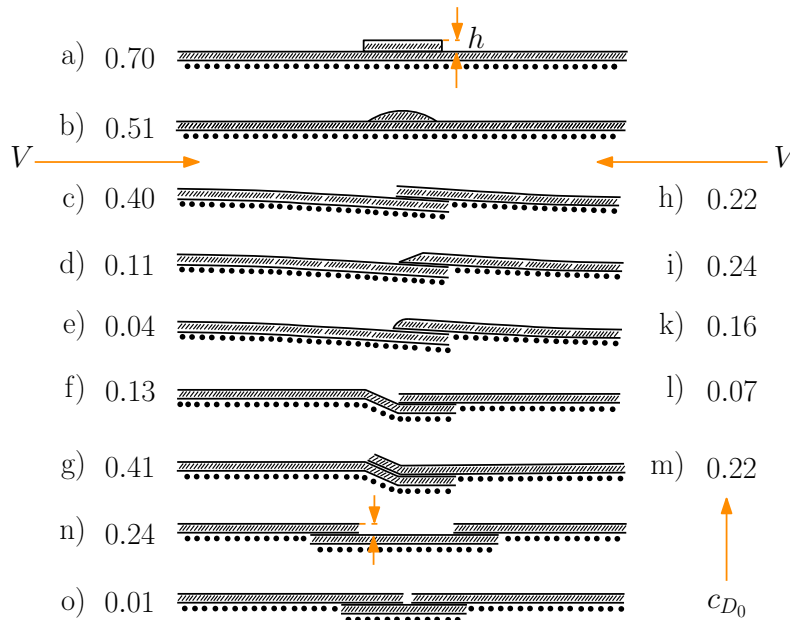 a) 0.70 h
b) 0.51
V V
c) 0.40 h) 0.22
d) 0.11 i) 0.24
e) 0.04 k) 0.16
f) 0.13 l) 0.07
g) 0.41 m) 0.22
n) 0.24
o) 0.01 c_{D_0}